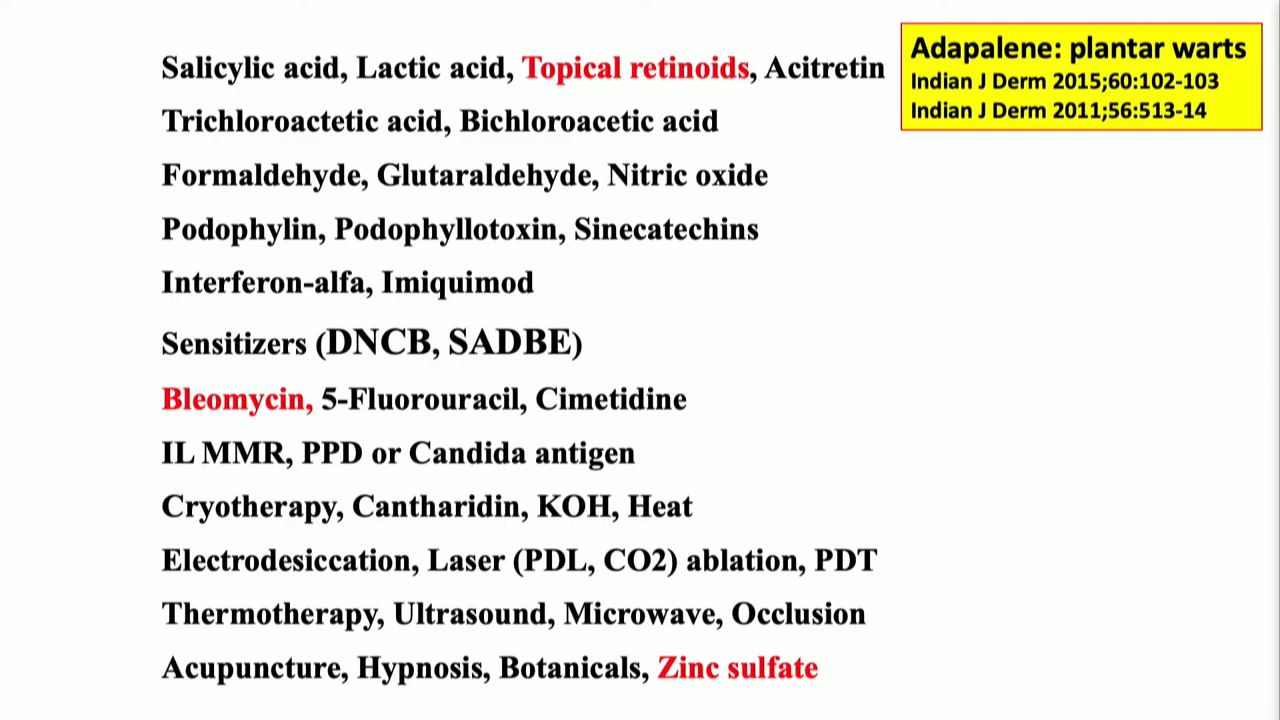 Salicylic acid, Lactic acid, Topical retinoids, Acitretin
Adapalene: plantar warts
Indian J Derm 2015;60:102-103
Indian J Derm 2011;56:513-14
Trichloroactetic acid, Bichloroacetic acid
Formaldehyde, Glutaraldehyde, Nitric oxide
Podophylin, Podophyllotoxin, Sinecatechins
Interferon-alfa, Imiquimod
Sensitizers (DNCB, SADBE)
Bleomycin, 5-Fluorouracil, Cimetidine
IL MMR, PPD or Candida antigen
Cryotherapy, Cantharidin, KOH, Heat
Electrodesiccation, Laser (PDL, CO2) ablation, PDT
Thermotherapy, Ultrasound, Microwave, Occlusion
Acupuncture, Hypnosis, Botanicals, Zinc sulfate